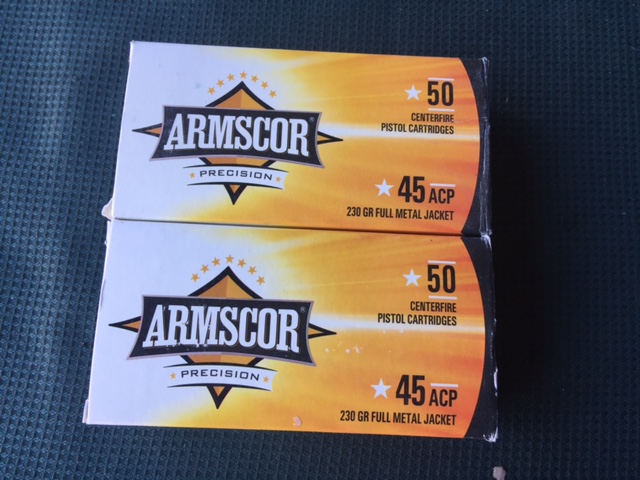 ARMSCOR®
PRECISION
50
CENTERFIRE
PISTOL CARTRIDGES
45 ACP
230 GR FULL METAL JACKET
ARMSCOR®
PRECISION
50
CENTERFIRE
PISTOL CARTRIDGES
45 ACP
230 GR FULL METAL JACKET